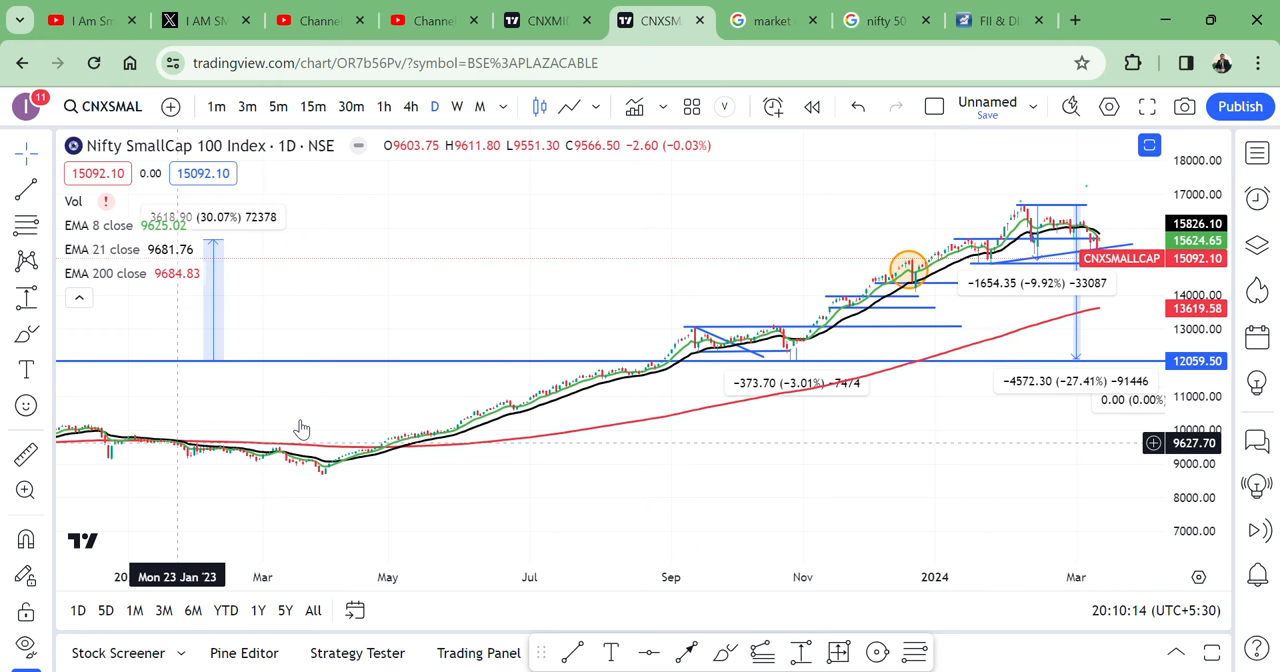 I Am Sm
I AM SM
Channel
Channel
CNXMI
CNXSM
market
nifty 50
FII & DI
tradingview.com/chart/OR7b56Pv/?symbol=BSE%3APLAZACABLE
I 11 CNXSMAL 1m 3m 5m 15m 30m 1h 4h D W M V Unnamed Save Publish
Nifty SmallCap 100 Index · 1D · NSE O9603.75 H9611.80 L9551.30 C9566.50 −2.60 (−0.03%)
15092.10 0.00 15092.10
Vol !
3618.90 (30.07%) 72378
EMA 8 close 9625.02
EMA 21 close 9681.76
EMA 200 close 9684.83
18000.00
17000.00
15826.10
15624.65
CNXSMALLCAP 15092.10
−1654.35 (−9.92%) −33087
14000.00
13619.58
13000.00
12059.50
−373.70 (−3.01%) −7474
−4572.30 (−27.41%) −91446
0.00 (0.00%)
11000.00
10000.00
9627.70
9000.00
8000.00
7000.00
20 Mon 23 Jan '23 Mar May Jul Sep Nov 2024 Mar
1D 5D 1M 3M 6M YTD 1Y 5Y All 20:10:14 (UTC+5:30)
Stock Screener Pine Editor Strategy Tester Trading Panel